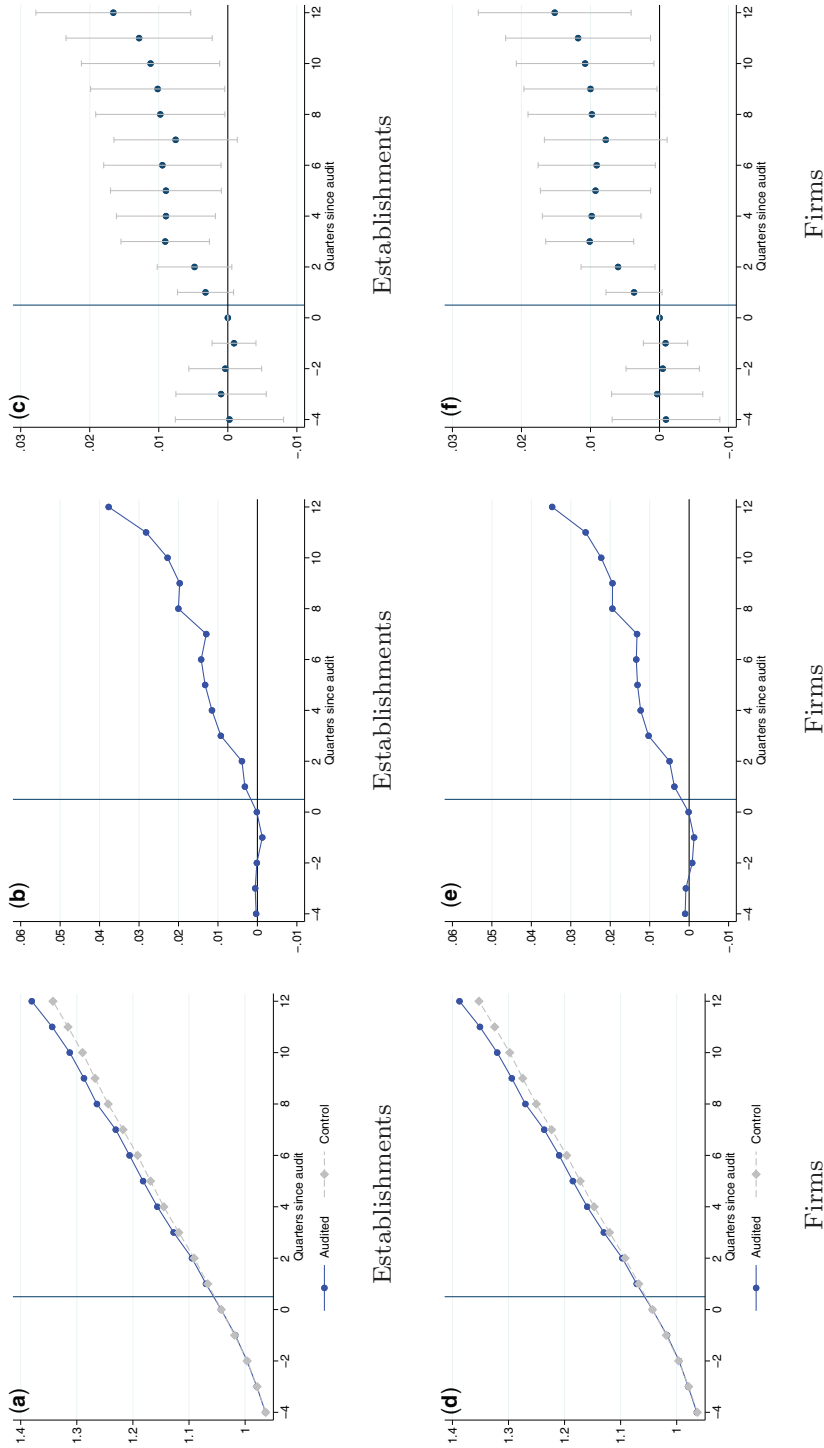 (a)
1.4
1.3
1.2
1.1
1
−4 −2 0 2 4 6 8 10 12
Quarters since audit
Audited Control
Establishments
(b)
.06
.05
.04
.03
.02
.01
0
−.01
−4 −2 0 2 4 6 8 10 12
Quarters since audit
Establishments
(c)
.03
.02
.01
0
−.01
−4 −2 0 2 4 6 8 10 12
Quarters since audit
Establishments
(d)
1.4
1.3
1.2
1.1
1
−4 −2 0 2 4 6 8 10 12
Quarters since audit
Audited Control
Firms
(e)
.06
.05
.04
.03
.02
.01
0
−.01
−4 −2 0 2 4 6 8 10 12
Quarters since audit
Firms
(f)
.03
.02
.01
0
−.01
−4 −2 0 2 4 6 8 10 12
Quarters since audit
Firms